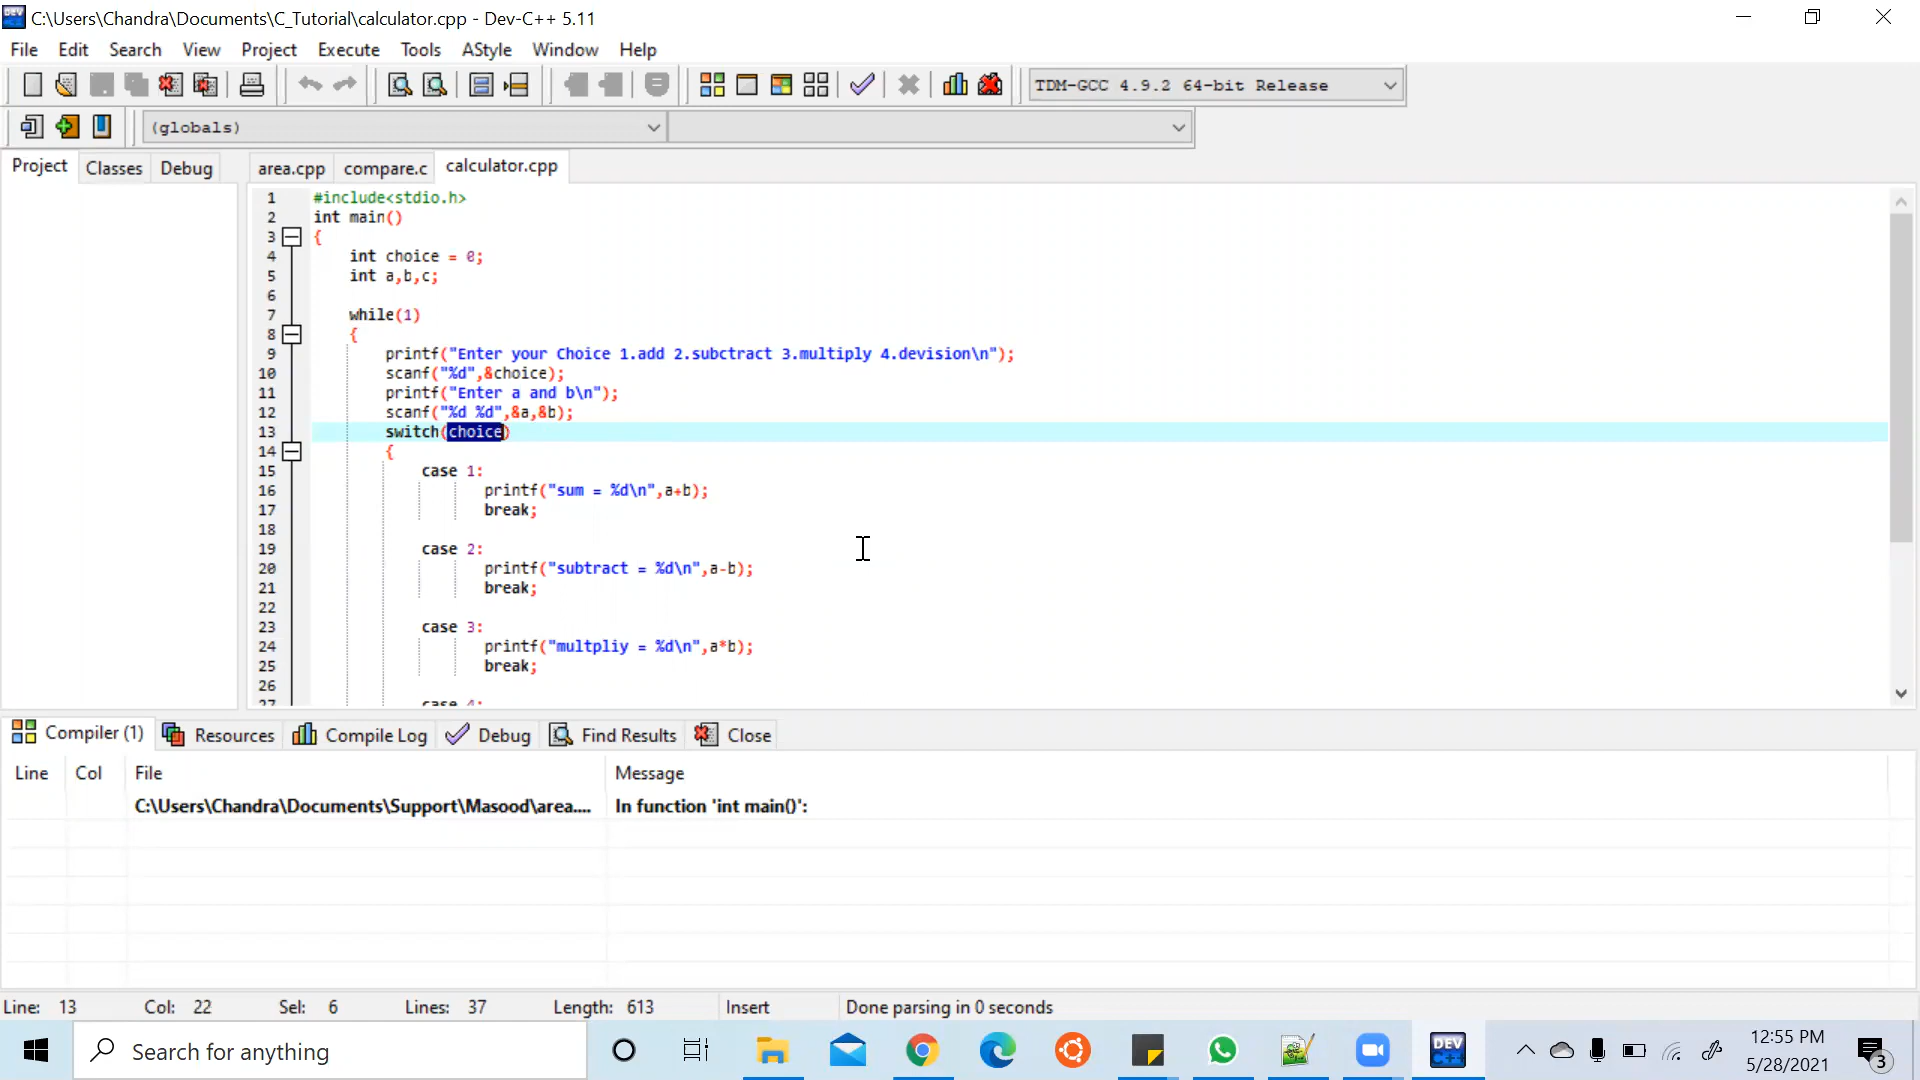 C:\Users\Chandra\Documents\C_Tutorial\calculator.cpp - Dev-C++ 5.11
File Edit Search View Project Execute Tools AStyle Window Help
TDM-GCC 4.9.2 64-bit Release
(globals)
Project Classes Debug area.cpp compare.c calculator.cpp
1 #include<stdio.h>
2 int main()
3 {
4 int choice = 0;
5 int a,b,c;
6
7 while(1)
8 {
9 printf("Enter your Choice 1.add 2.subctract 3.multiply 4.devision\n");
10 scanf("%d",&choice);
11 printf("Enter a and b\n");
12 scanf("%d %d",&a,&b);
13 switch(choice)
14 {
15 case 1:
16 printf("sum = %d\n",a+b);
17 break;
18
19 case 2:
20 printf("subtract = %d\n",a-b);
21 break;
22
23 case 3:
24 printf("multpliy = %d\n",a*b);
25 break;
26
27 case 4:
Compiler (1) Resources Compile Log Debug Find Results Close
Line Col File Message
C:\Users\Chandra\Documents\Support\Masood\area.... In function 'int main()':
Line: 13 Col: 22 Sel: 6 Lines: 37 Length: 613 Insert Done parsing in 0 seconds
Search for anything
DEV C++
12:55 PM
5/28/2021
3